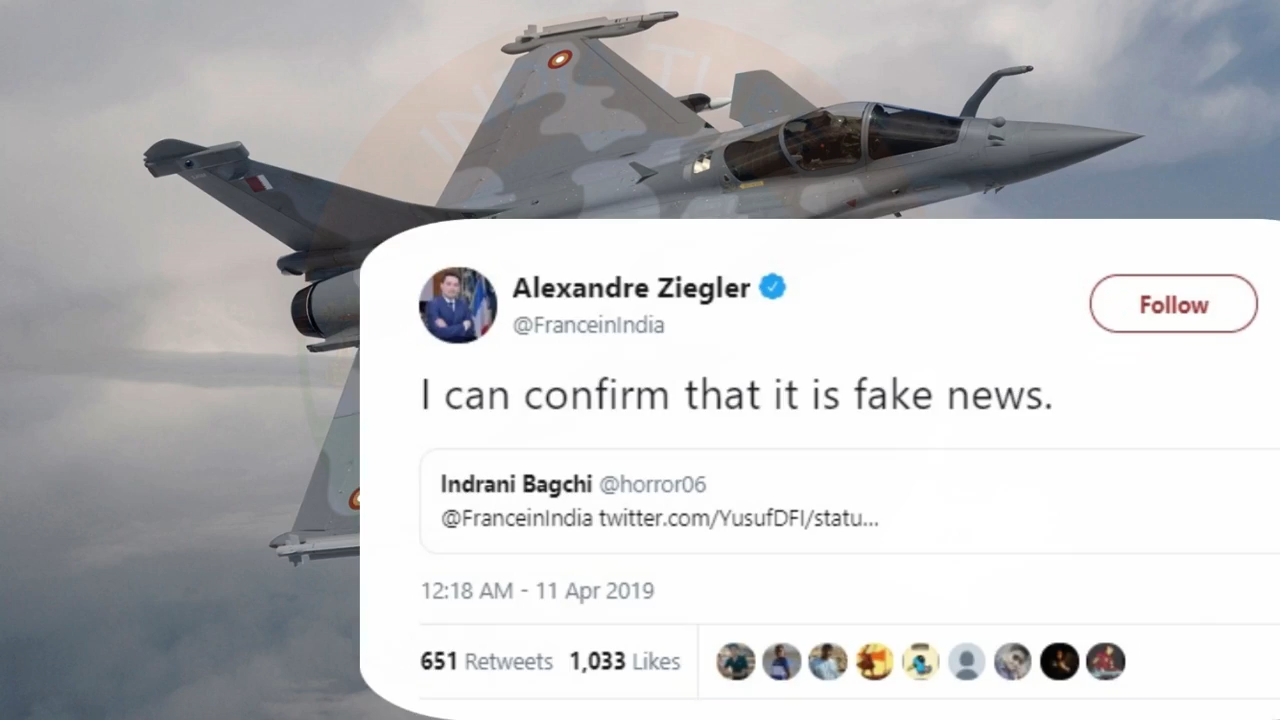 Alexandre Ziegler
@FranceinIndia
Follow
I can confirm that it is fake news.
Indrani Bagchi @horror06
@FranceinIndia twitter.com/YusufDFI/statu...
12:18 AM - 11 Apr 2019
651 Retweets 1,033 Likes